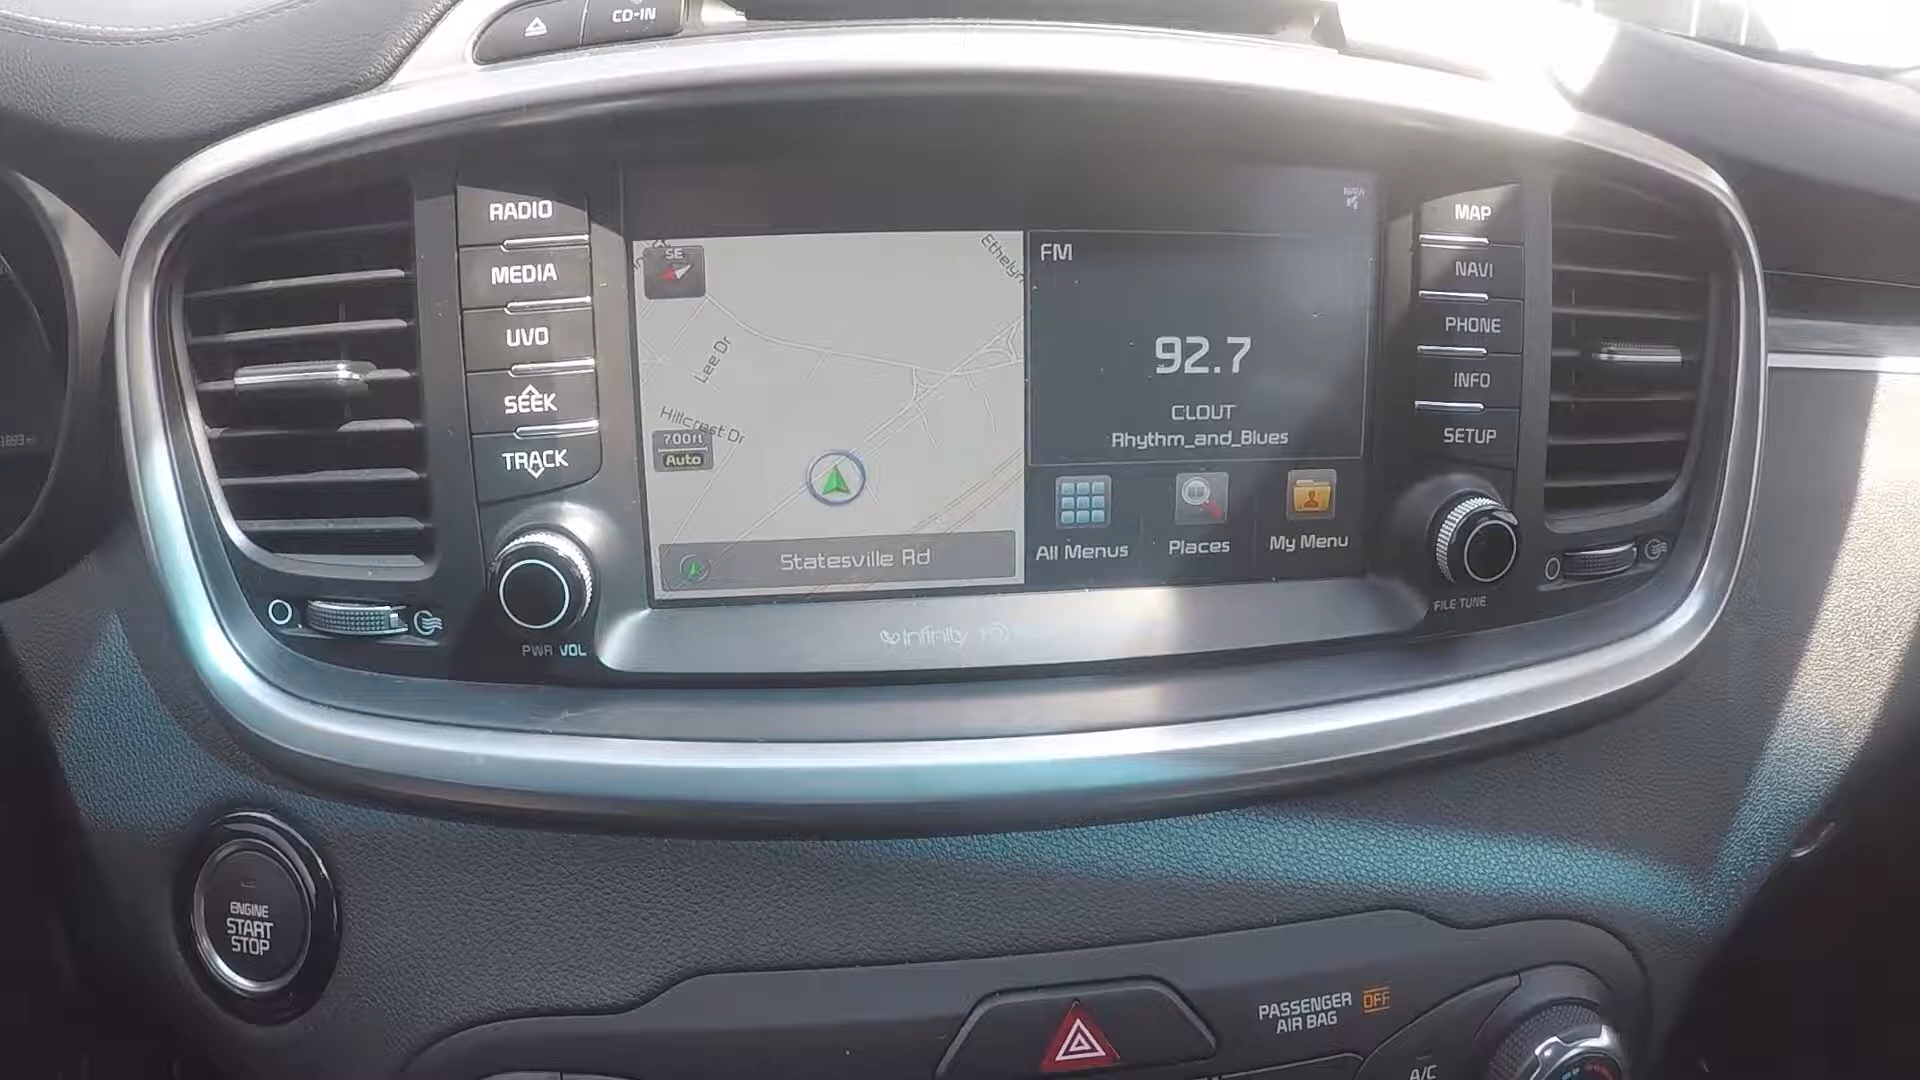 CD-IN
RADIO
MEDIA
UVO
SEEK
TRACK
PWR VOL
SE
Lee Dr
Hillcrest Dr
700ft
Auto
Statesville Rd
FM
92.7
CLOUT
Rhythm_and_Blues
All Menus
Places
My Menu
MAP
NAVI
PHONE
INFO
SETUP
FILE TUNE
infinity
ENGINE
START
STOP
PASSENGER OFF
AIR BAG
A/C